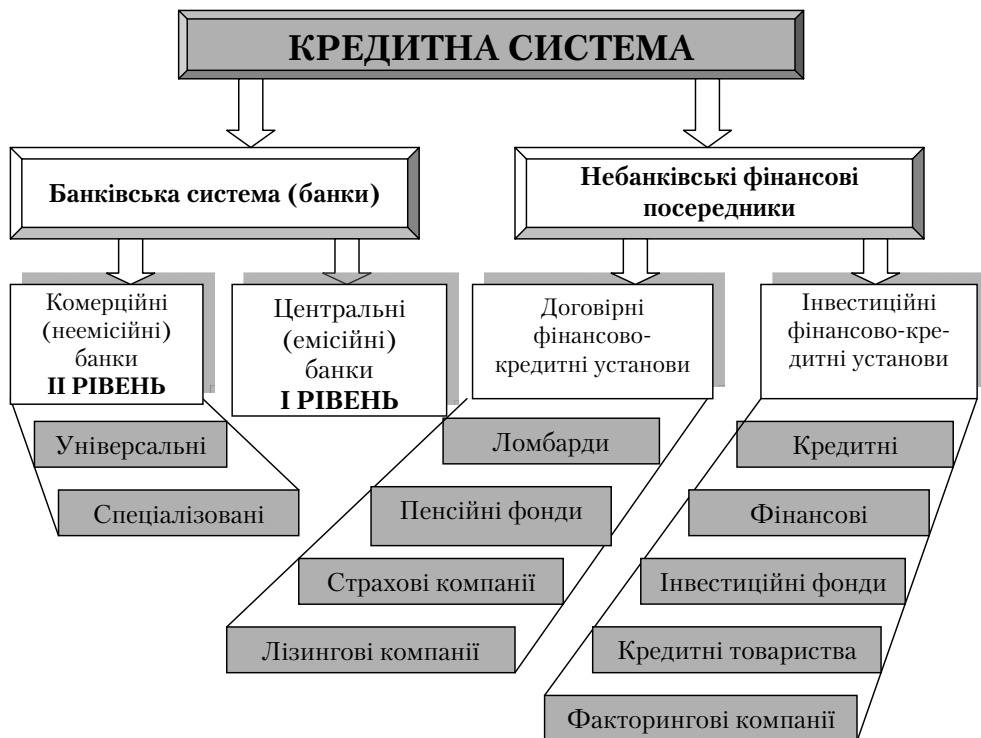 КРЕДИТНА СИСТЕМА
Банківська система (банки)
Небанківські фінансові
посередники
Комерційні
(неемісійні)
банки
ІІ РІВЕНЬ
Центральні
(емісійні)
банки
І РІВЕНЬ
Договірні
фінансово-
кредитні установи
Інвестиційні
фінансово-кре-
дитні установи
Універсальні
Спеціалізовані
Ломбарди
Пенсійні фонди
Страхові компанії
Лізингові компанії
Кредитні
Фінансові
Інвестиційні фонди
Кредитні товариства
Факторингові компанії